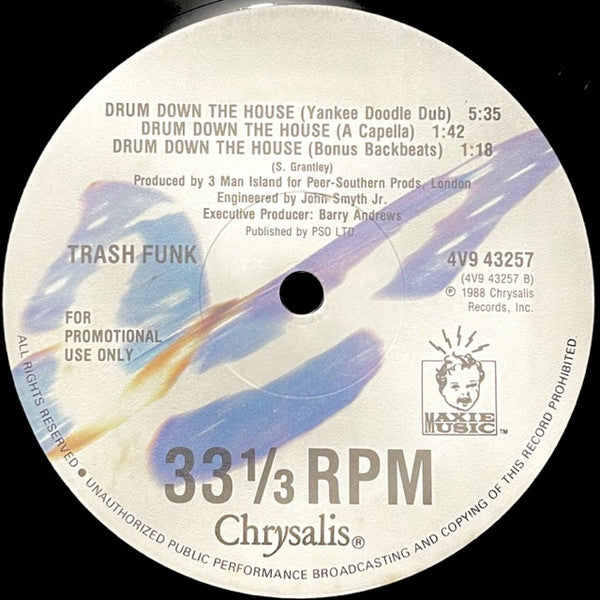 DRUM DOWN THE HOUSE (Yankee Doodle Dub) 5:35
DRUM DOWN THE HOUSE (A Capella) 1:42
DRUM DOWN THE HOUSE (Bonus Backbeats) 1:18
(S. Grantley)
Produced by 3 Man Island for Peer-Southern Prods, London
Engineered by John Smyth Jr.
Executive Producer: Barry Andrews
Published by PSO LTD.
TRASH FUNK
4V9 43257
(4V9 43257 B)
℗ 1988 Chrysalis
Records, Inc.
FOR
PROMOTIONAL
USE ONLY
MAXIE
MUSIC™
33 1/3 RPM
Chrysalis®
ALL RIGHTS RESERVED • UNAUTHORIZED PUBLIC PERFORMANCE BROADCASTING AND COPYING OF THIS RECORD PROHIBITED